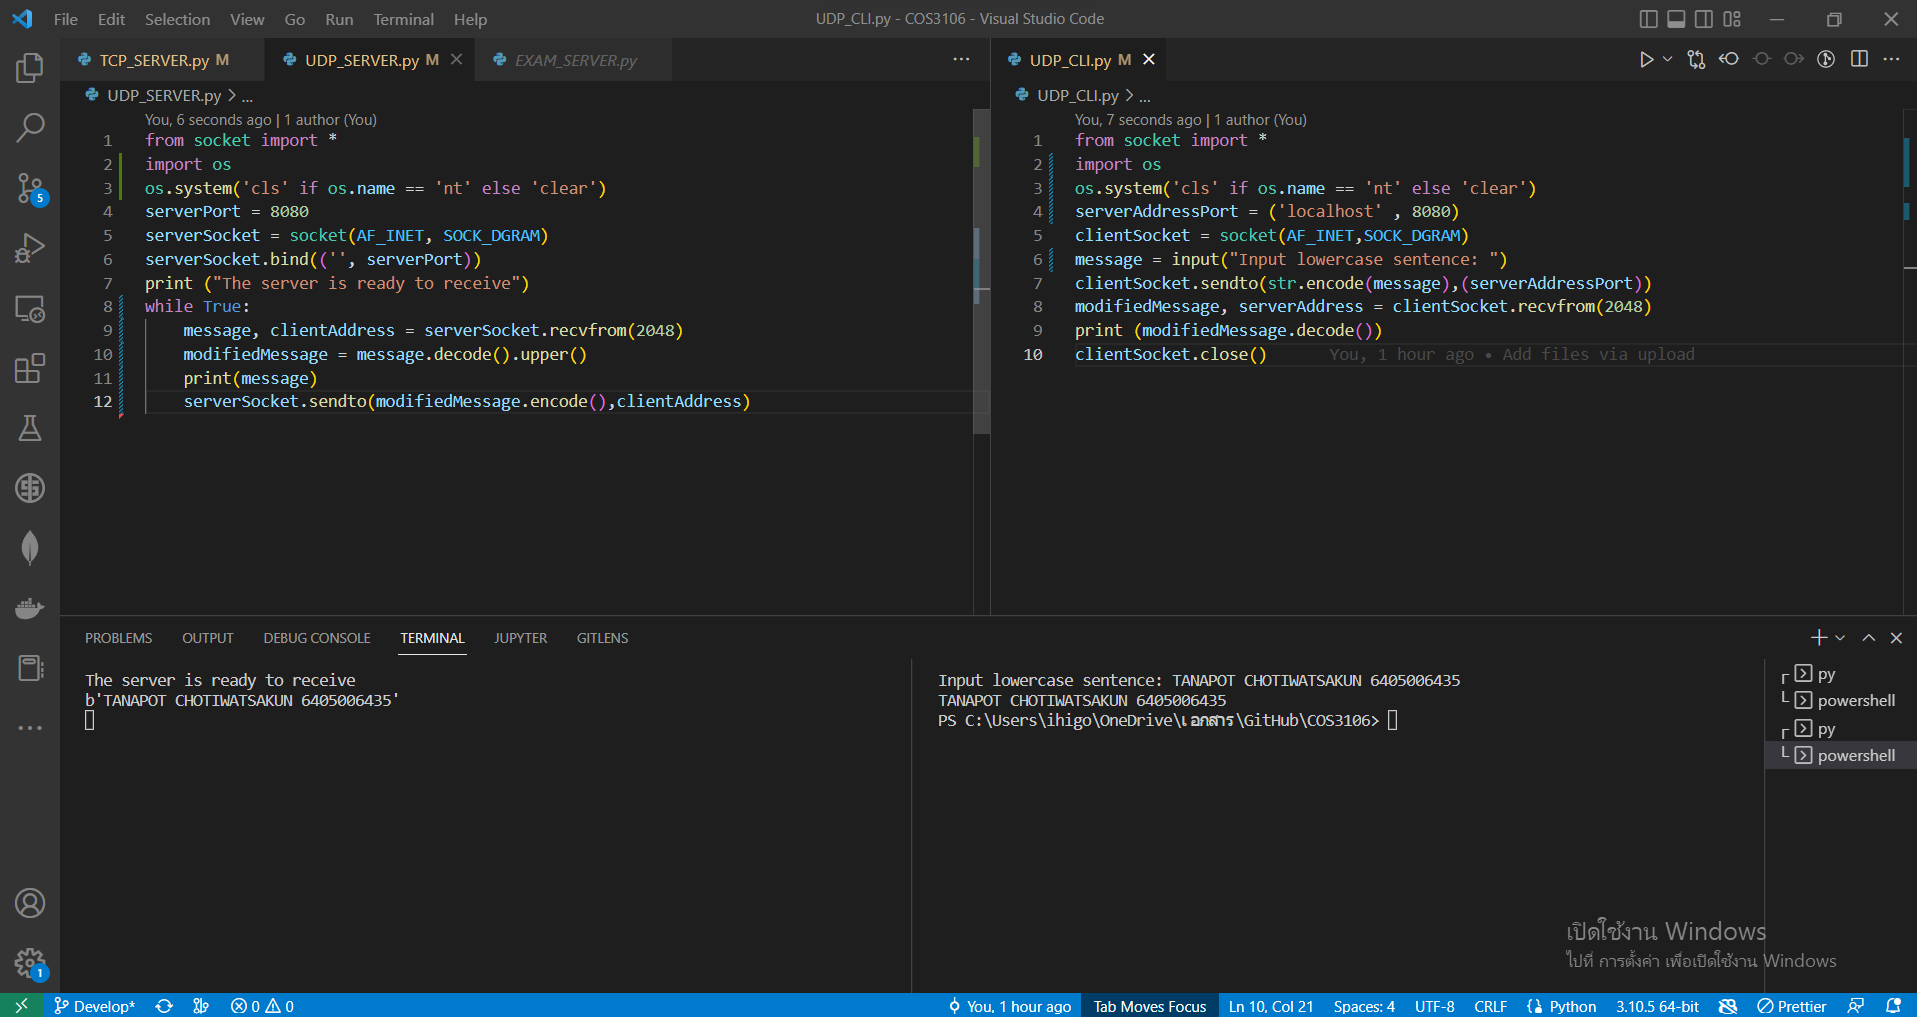 File Edit Selection View Go Run Terminal Help
UDP_CLI.py - COS3106 - Visual Studio Code
TCP_SERVER.py M
UDP_SERVER.py M
EXAM_SERVER.py
...
UDP_SERVER.py > ...
You, 6 seconds ago | 1 author (You)
1 from socket import *
2 import os
3 os.system('cls' if os.name == 'nt' else 'clear')
4 serverPort = 8080
5 serverSocket = socket(AF_INET, SOCK_DGRAM)
6 serverSocket.bind(('', serverPort))
7 print ("The server is ready to receive")
8 while True:
9 message, clientAddress = serverSocket.recvfrom(2048)
10 modifiedMessage = message.decode().upper()
11 print(message)
12 serverSocket.sendto(modifiedMessage.encode(),clientAddress)
UDP_CLI.py M
UDP_CLI.py > ...
You, 7 seconds ago | 1 author (You)
1 from socket import *
2 import os
3 os.system('cls' if os.name == 'nt' else 'clear')
4 serverAddressPort = ('localhost' , 8080)
5 clientSocket = socket(AF_INET,SOCK_DGRAM)
6 message = input("Input lowercase sentence: ")
7 clientSocket.sendto(str.encode(message),(serverAddressPort))
8 modifiedMessage, serverAddress = clientSocket.recvfrom(2048)
9 print (modifiedMessage.decode())
10 clientSocket.close() You, 1 hour ago • Add files via upload
5
PROBLEMS OUTPUT DEBUG CONSOLE TERMINAL JUPYTER GITLENS
The server is ready to receive
b'TANAPOT CHOTIWATSAKUN 6405006435'
Input lowercase sentence: TANAPOT CHOTIWATSAKUN 6405006435
TANAPOT CHOTIWATSAKUN 6405006435
PS C:\Users\ihigo\OneDrive\เอกสาร\GitHub\COS3106>
py
powershell
py
powershell
เปิดใช้งาน Windows
ไปที่ การตั้งค่า เพื่อเปิดใช้งาน Windows
1
Develop* 0 0 You, 1 hour ago Tab Moves Focus Ln 10, Col 21 Spaces: 4 UTF-8 CRLF Python 3.10.5 64-bit Prettier